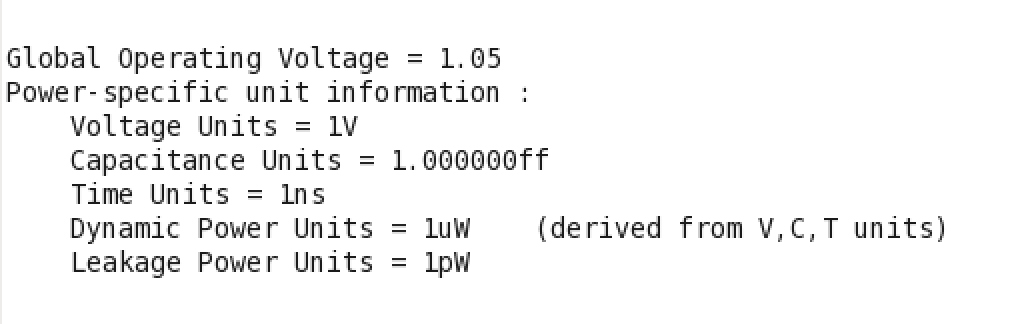 Global Operating Voltage = 1.05
Power-specific unit information :
Voltage Units = 1V
Capacitance Units = 1.000000ff
Time Units = 1ns
Dynamic Power Units = 1uW    (derived from V,C,T units)
Leakage Power Units = 1pW